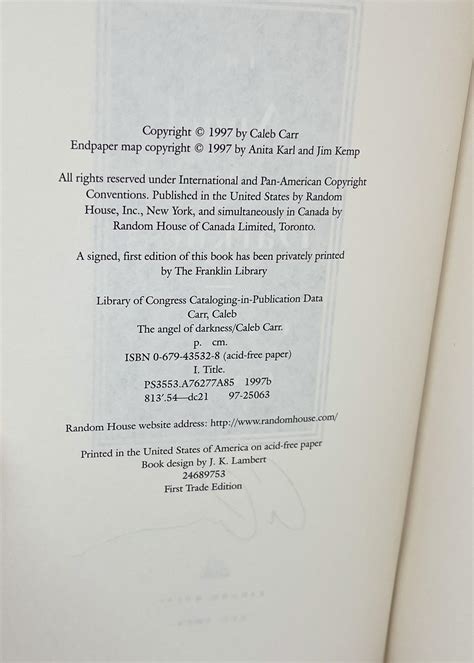 Copyright © 1997 by Caleb Carr
Endpaper map copyright © 1997 by Anita Karl and Jim Kemp
All rights reserved under International and Pan-American Copyright
Conventions. Published in the United States by Random
House, Inc., New York, and simultaneously in Canada by
Random House of Canada Limited, Toronto.
A signed, first edition of this book has been privately printed
by The Franklin Library
Library of Congress Cataloging-in-Publication Data
Carr, Caleb
The angel of darkness/Caleb Carr.
p. cm.
ISBN 0-679-43532-8 (acid-free paper)
I. Title.
PS3553.A76277A85 1997b
813'.54—dc21 97-25063
Random House website address: http://www.randomhouse.com/
Printed in the United States of America on acid-free paper
Book design by J. K. Lambert
24689753
First Trade Edition